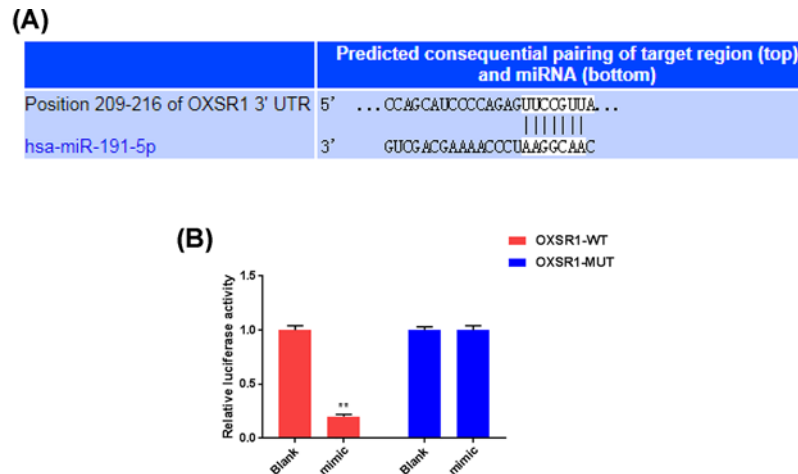 (A)
Predicted consequential pairing of target region (top)
and miRNA (bottom)
Position 209-216 of OXSR1 3' UTR 5' ...CCAGCAUCCCCAGAGUUCCGUUA...
hsa-miR-191-5p 3' GUCGACGAAAACCCUAAGGCAAC
(B)
OXSR1-WT
OXSR1-MUT
Relative luciferase activity
1.5
1.0
0.5
0.0
**
Blank mimic Blank mimic